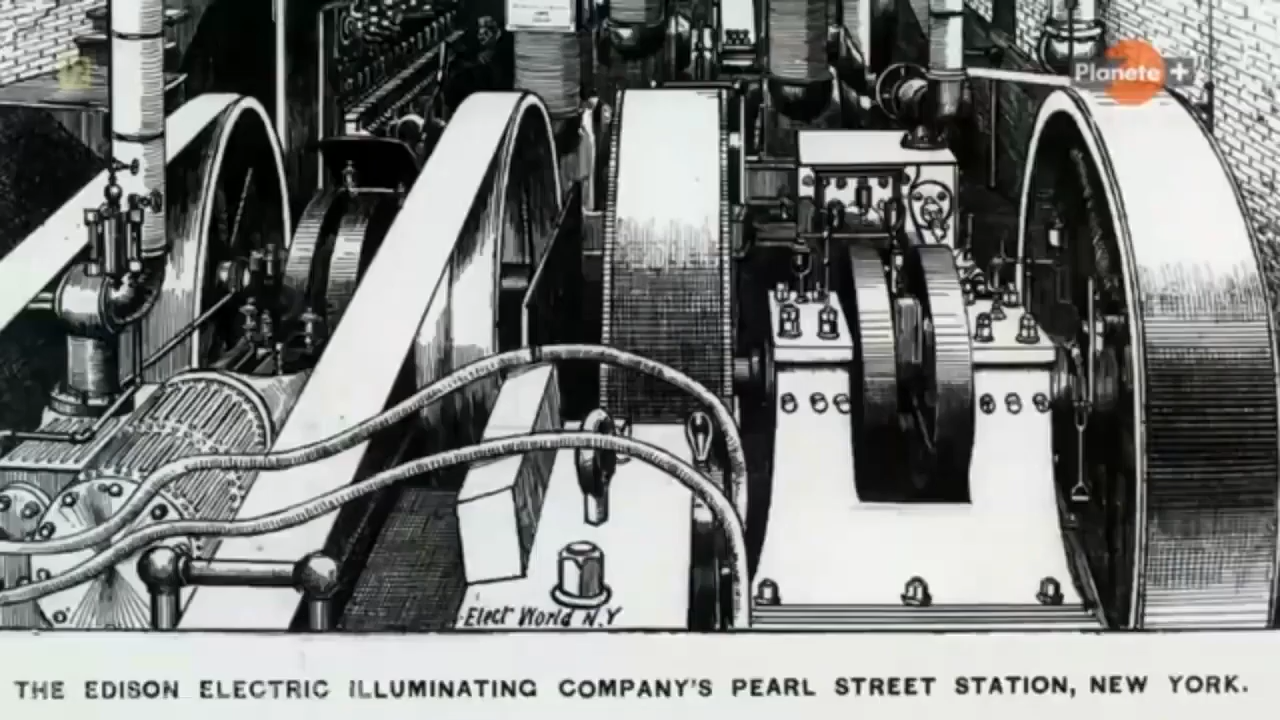 Planete +
Elect World N.Y
THE EDISON ELECTRIC ILLUMINATING COMPANY'S PEARL STREET STATION, NEW YORK.